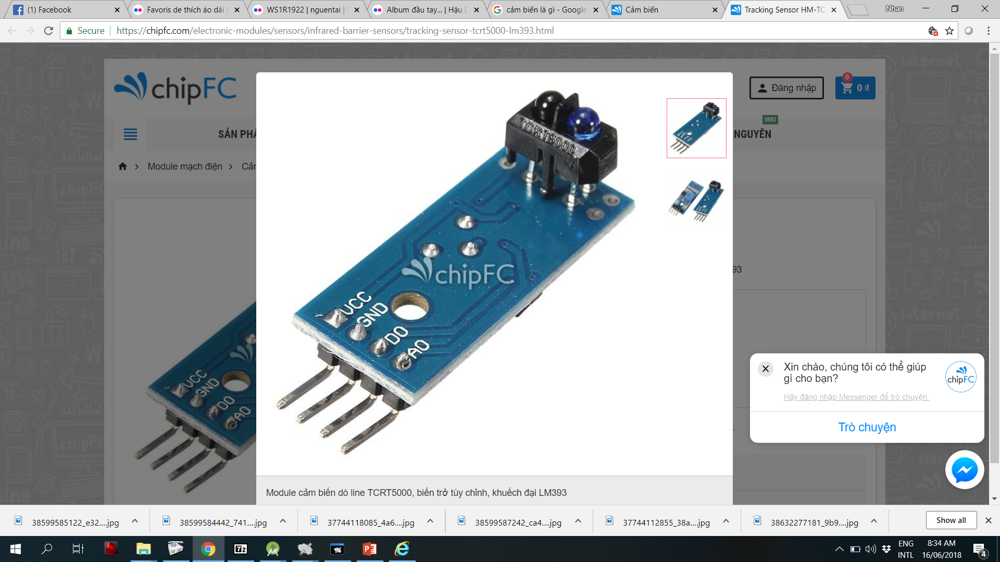 (1) Facebook
Favoris de thích áo dài |
WS1R1922 | nguentai |
Album đầu tay... | Hậu L
cảm biến là gì - Google
Cảm biến
Tracking Sensor HM-TC
Nhan
Secure
https://chipfc.com/electronic-modules/sensors/infrared-barrier-sensors/tracking-sensor-tcrt5000-lm393.html
chipFC
Đăng nhập
0
0 ₫
SẢN PHẨ
WIKI
NGUYÊN
Module mạch điện
Cản
TCRT5000
chipFC
VCC
GND
DO
AO
93
VCC
GND
DO
AO
Module cảm biến dò line TCRT5000, biến trở tùy chỉnh, khuếch đại LM393
Xin chào, chúng tôi có thể giúp
gì cho bạn?
chipFC
Hãy đăng nhập Messenger để trò chuyện.
Trò chuyện
38599585122_e32....jpg
38599584442_741....jpg
37744118085_4a6....jpg
38599587242_ca4....jpg
37744112855_38a....jpg
38632277181_9b9....jpg
Show all
7z
ENG
INTL
8:34 AM
16/06/2018
4